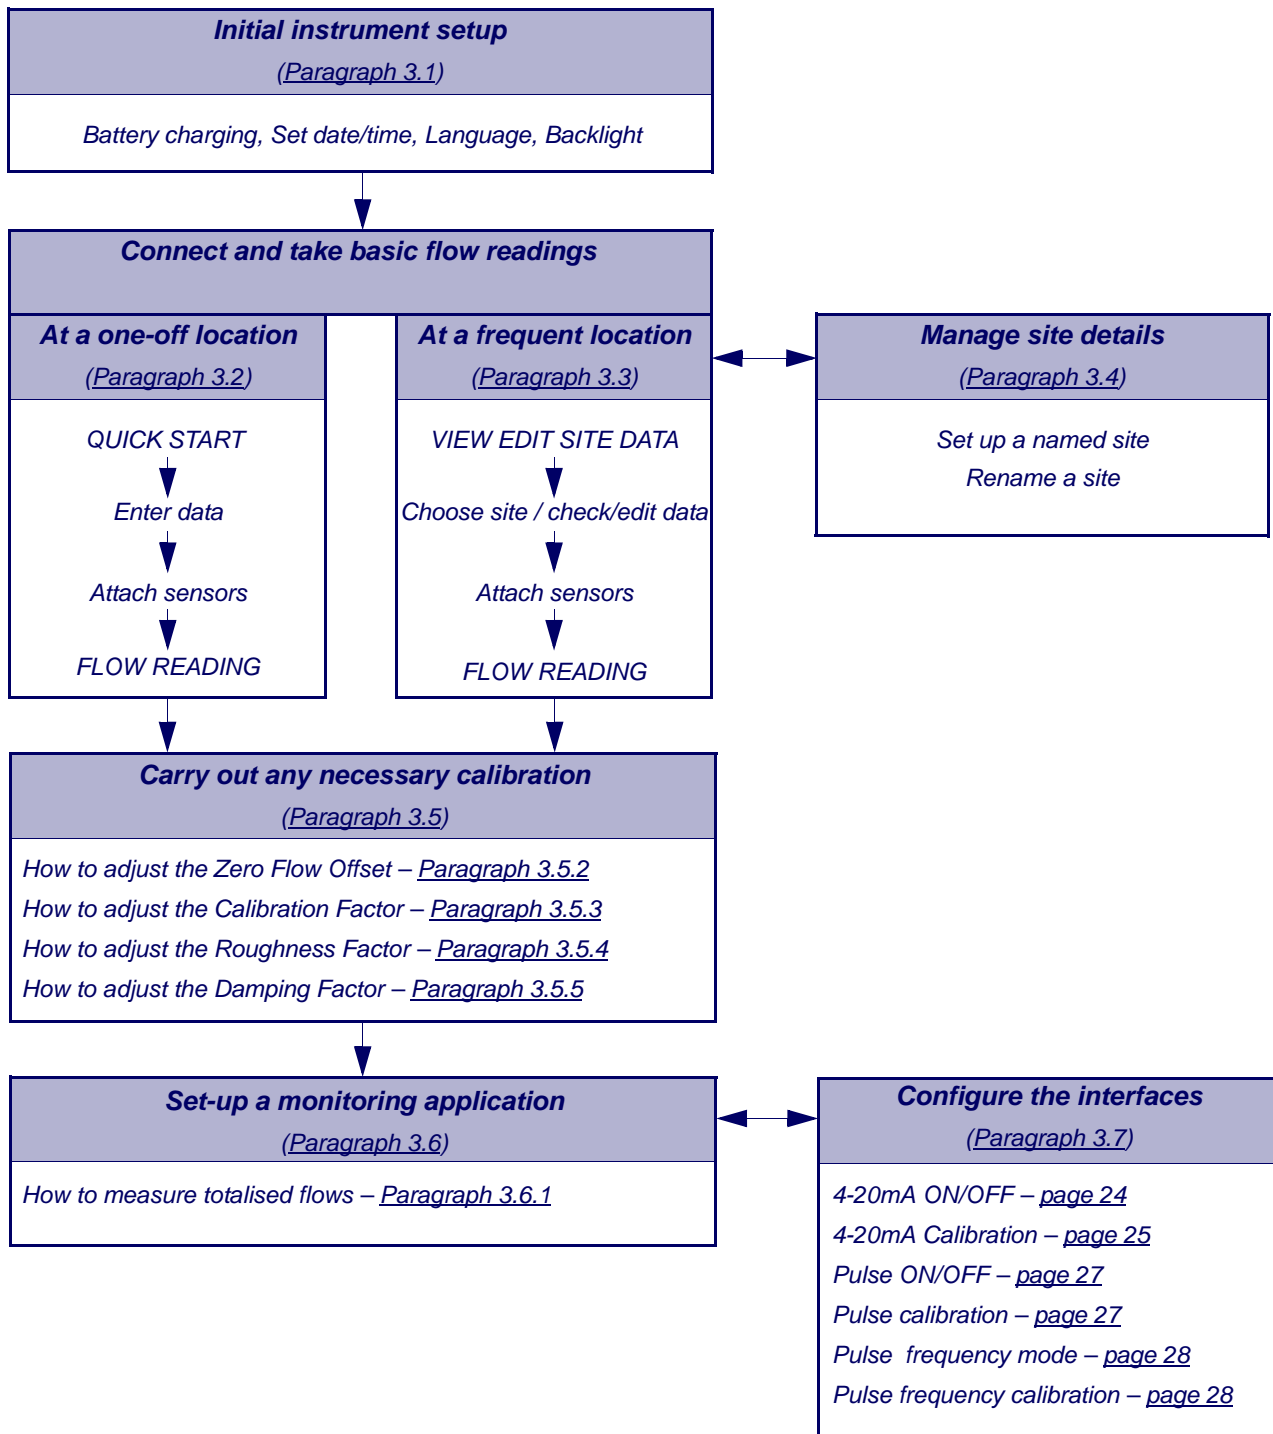 Initial instrument setup
(Paragraph 3.1)
Battery charging, Set date/time, Language, Backlight
Connect and take basic flow readings
At a one-off location
(Paragraph 3.2)
QUICK START
Enter data
Attach sensors
FLOW READING
At a frequent location
(Paragraph 3.3)
VIEW EDIT SITE DATA
Choose site / check/edit data
Attach sensors
FLOW READING
Manage site details
(Paragraph 3.4)
Set up a named site
Rename a site
Carry out any necessary calibration
(Paragraph 3.5)
How to adjust the Zero Flow Offset – Paragraph 3.5.2
How to adjust the Calibration Factor – Paragraph 3.5.3
How to adjust the Roughness Factor – Paragraph 3.5.4
How to adjust the Damping Factor – Paragraph 3.5.5
Set-up a monitoring application
(Paragraph 3.6)
How to measure totalised flows – Paragraph 3.6.1
Configure the interfaces
(Paragraph 3.7)
4-20mA ON/OFF – page 24
4-20mA Calibration – page 25
Pulse ON/OFF – page 27
Pulse calibration – page 27
Pulse  frequency mode – page 28
Pulse frequency calibration – page 28